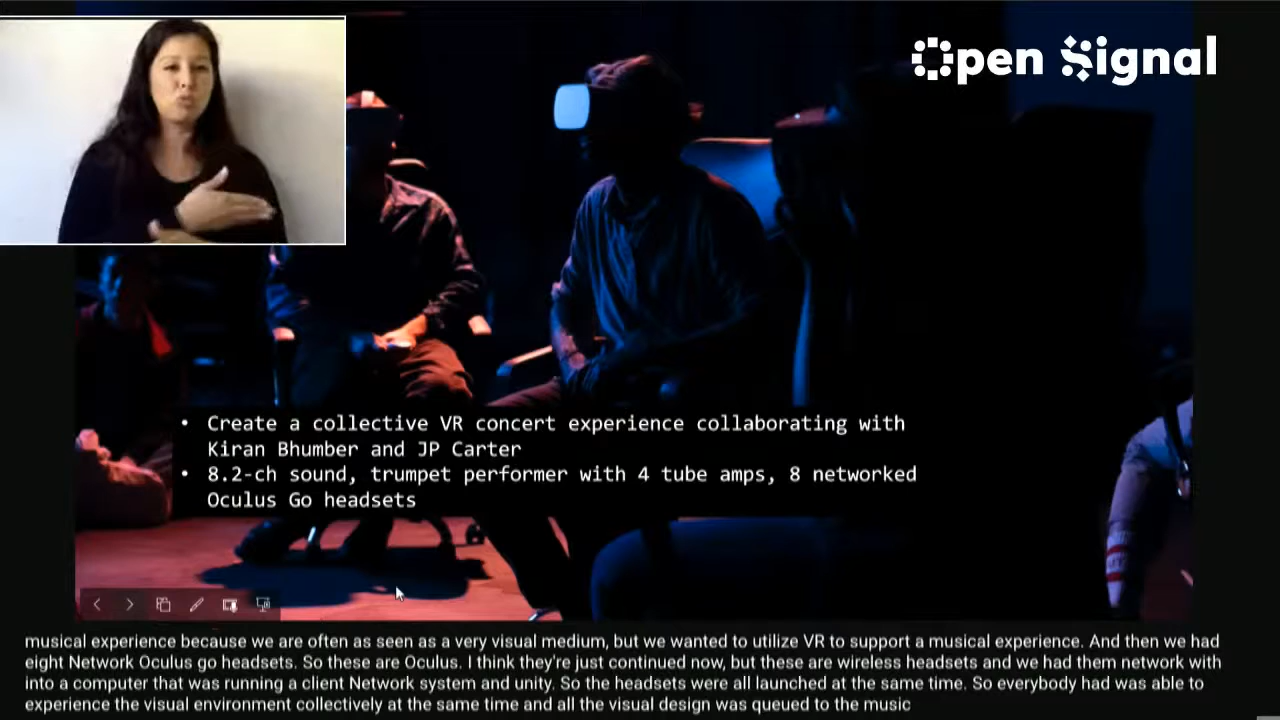 Open Signal
• Create a collective VR concert experience collaborating with
Kiran Bhumber and JP Carter
• 8.2-ch sound, trumpet performer with 4 tube amps, 8 networked
Oculus Go headsets
musical experience because we are often as seen as a very visual medium, but we wanted to utilize VR to support a musical experience. And then we had
eight Network Oculus go headsets. So these are Oculus. I think they're just continued now, but these are wireless headsets and we had them network with
into a computer that was running a client Network system and unity. So the headsets were all launched at the same time. So everybody had was able to
experience the visual environment collectively at the same time and all the visual design was queued to the music